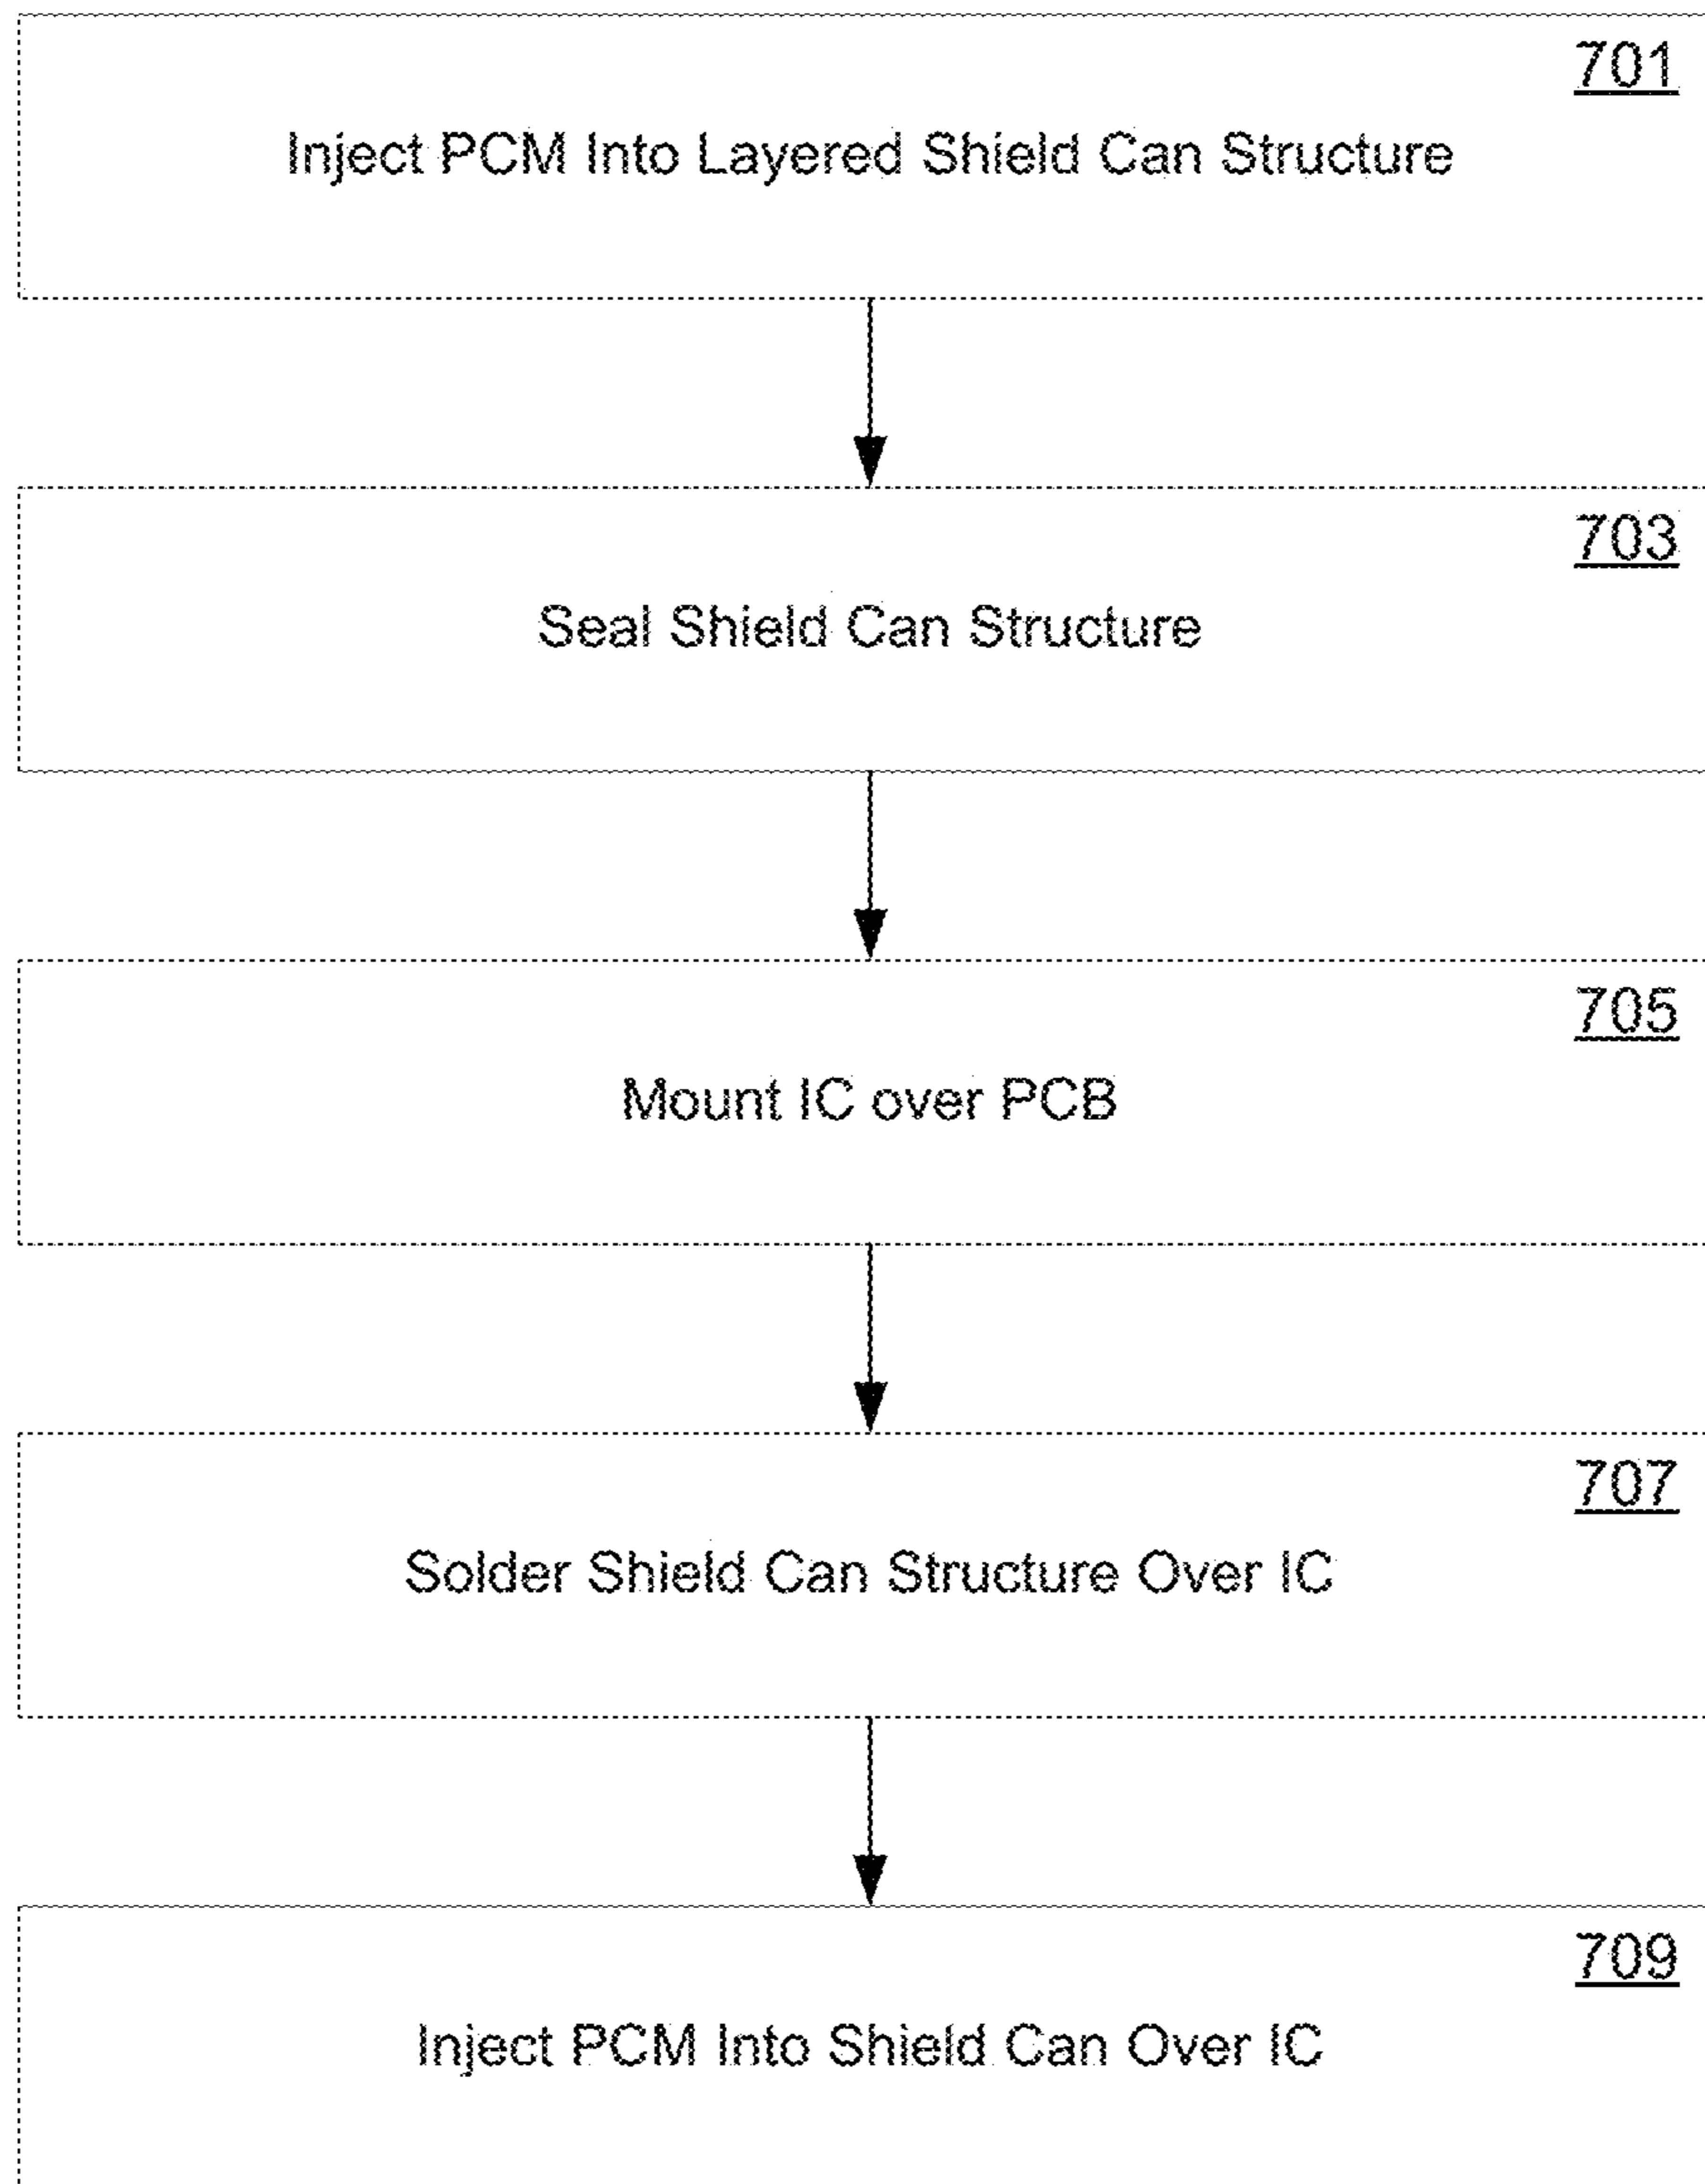 701
Inject PCM Into Layered Shield Can Structure
703
Seal Shield Can Structure
705
Mount IC over PCB
707
Solder Shield Can Structure Over IC
709
Inject PCM Into Shield Can Over IC